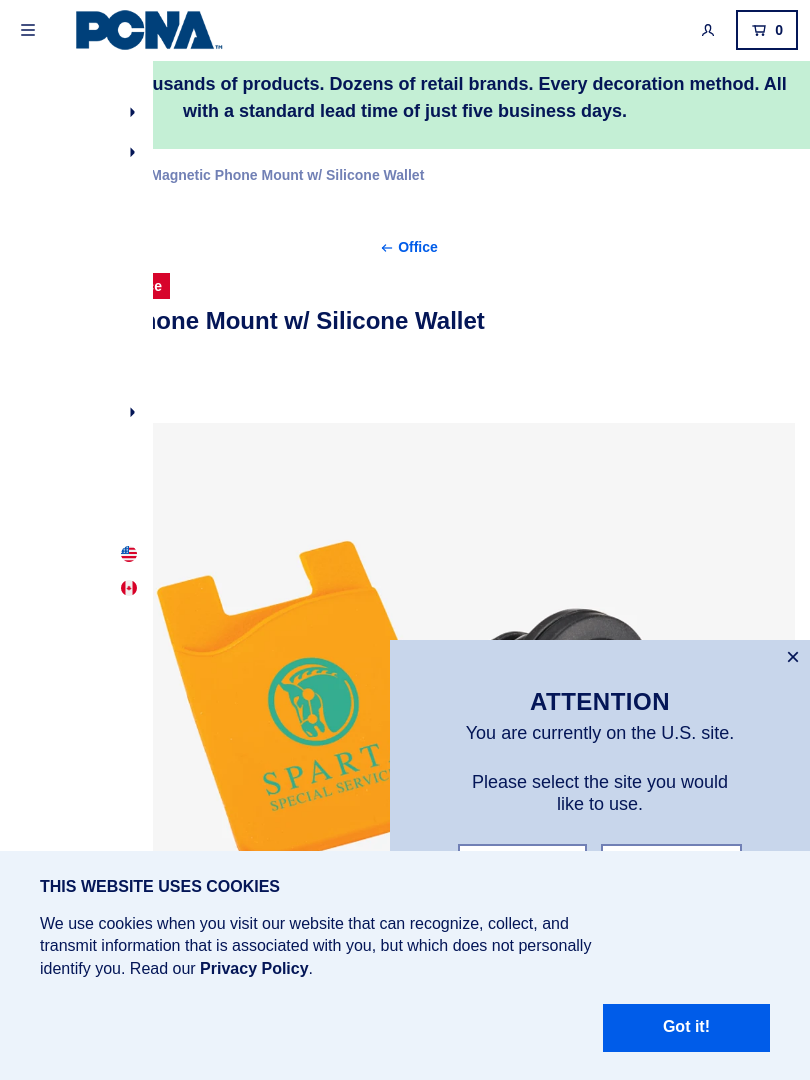 PCNA™
0
usands of products. Dozens of retail brands. Every decoration method. All
with a standard lead time of just five business days.
Magnetic Phone Mount w/ Silicone Wallet
← Office
hone Mount w/ Silicone Wallet
SPART
SPECIAL SERVIC
ATTENTION
You are currently on the U.S. site.
Please select the site you would
like to use.
THIS WEBSITE USES COOKIES
We use cookies when you visit our website that can recognize, collect, and
transmit information that is associated with you, but which does not personally
identify you. Read our Privacy Policy.
Got it!